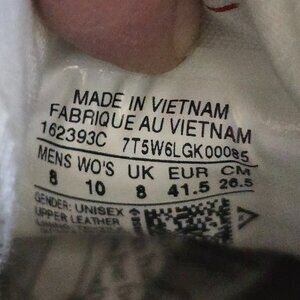 MADE IN VIETNAM
FABRIQUE AU VIETNAM
162393C 7T5W6LGK00085
MENS WO'S UK EUR CM
8 10 8 41.5 26.5
GENDER: UNISEX
UPPER LEATHER